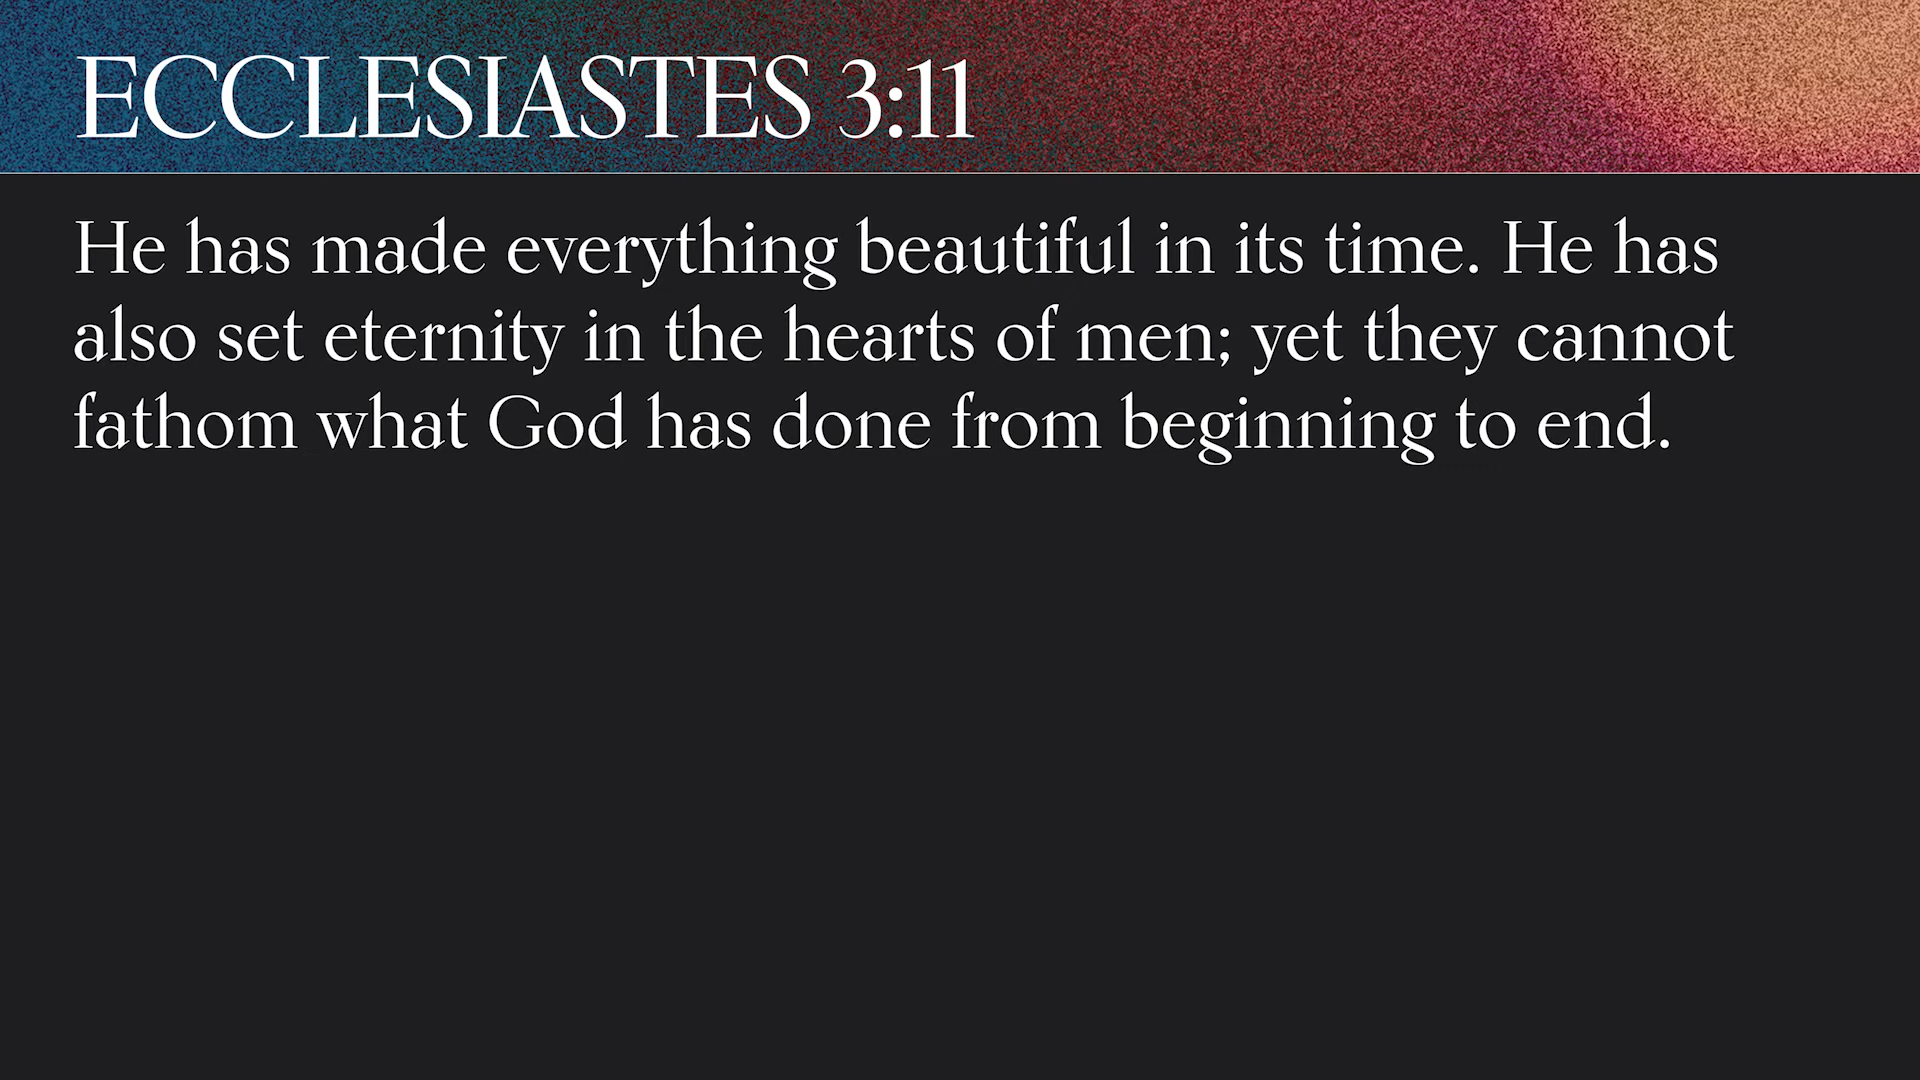 ECCLESIASTES 3:11
He has made everything beautiful in its time. He has
also set eternity in the hearts of men; yet they cannot
fathom what God has done from beginning to end.